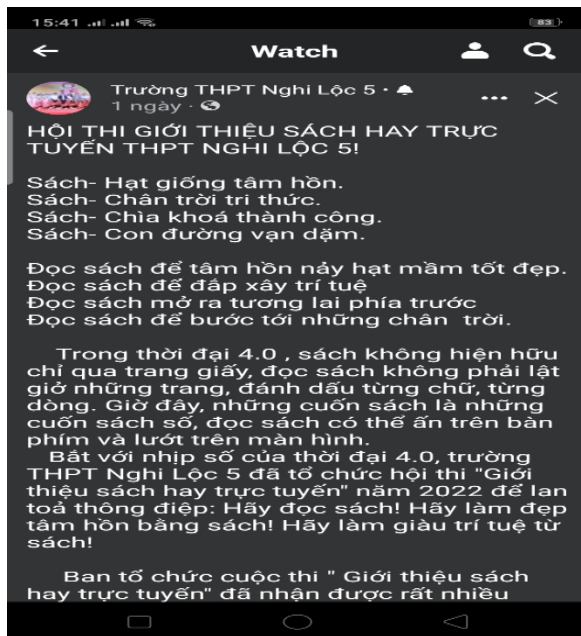 15:41
83
Watch
Trường THPT Nghi Lộc 5 ·
1 ngày ·
HỘI THI GIỚI THIỆU SÁCH HAY TRỰC
TUYẾN THPT NGHI LỘC 5!
Sách- Hạt giống tâm hồn.
Sách- Chân trời tri thức.
Sách- Chìa khoá thành công.
Sách- Con đường vạn dặm.
Đọc sách để tâm hồn nảy hạt mầm tốt đẹp.
Đọc sách để đắp xây trí tuệ
Đọc sách mở ra tương lai phía trước
Đọc sách để bước tới những chân trời.
Trong thời đại 4.0 , sách không hiện hữu
chỉ qua trang giấy, đọc sách không phải lật
giở những trang, đánh dấu từng chữ, từng
dòng. Giờ đây, những cuốn sách là những
cuốn sách số, đọc sách có thể ấn trên bàn
phím và lướt trên màn hình.
Bắt với nhịp số của thời đại 4.0, trường
THPT Nghi Lộc 5 đã tổ chức hội thi "Giới
thiệu sách hay trực tuyến" năm 2022 để lan
toả thông điệp: Hãy đọc sách! Hãy làm đẹp
tâm hồn bằng sách! Hãy làm giàu trí tuệ từ
sách!
Ban tổ chức cuộc thi " Giới thiệu sách
hay trực tuyến" đã nhận được rất nhiều